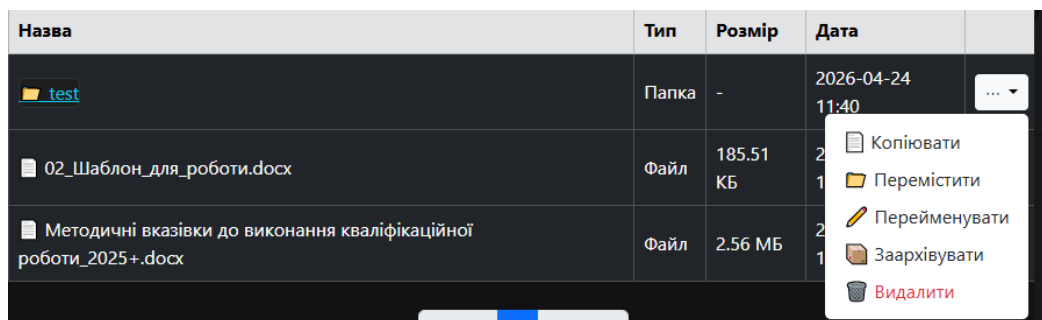 Назва Тип Розмір Дата
test Папка - 2026-04-24
11:40 ...
02_Шаблон_для_роботи.docx Файл 185.51
КБ
Методичні вказівки до виконання кваліфікаційної
роботи_2025+.docx Файл 2.56 МБ
Копіювати
Перемістити
Перейменувати
Заархівувати
Видалити